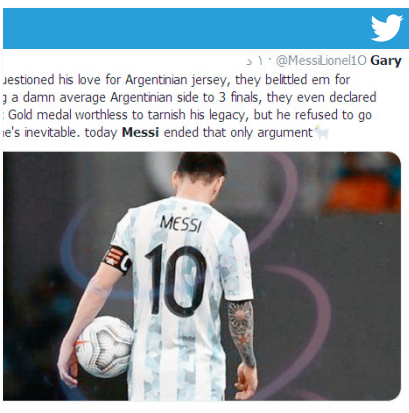 Gary @MessiLionel1O · ١ د
uestioned his love for Argentinian jersey, they belittled em for
g a damn average Argentinian side to 3 finals, they even declared
Gold medal worthless to tarnish his legacy, but he refused to go
e's inevitable. today Messi ended that only argument🐐
MESSI
10